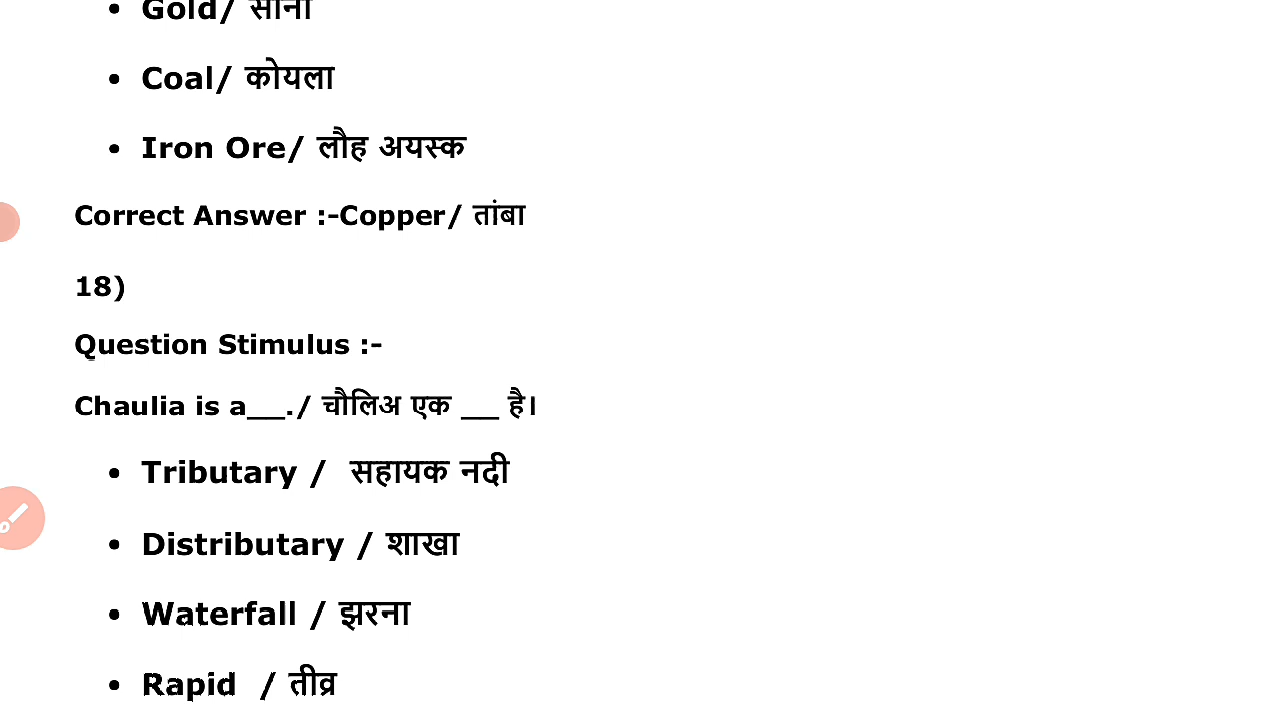 • Gold/ सोना
• Coal/ कोयला
• Iron Ore/ लौह अयस्क
Correct Answer :-Copper/ तांबा
18)
Question Stimulus :-
Chaulia is a___./ चौलिअ एक ___ है।
• Tributary / सहायक नदी
• Distributary / शाखा
• Waterfall / झरना
• Rapid / तीव्र